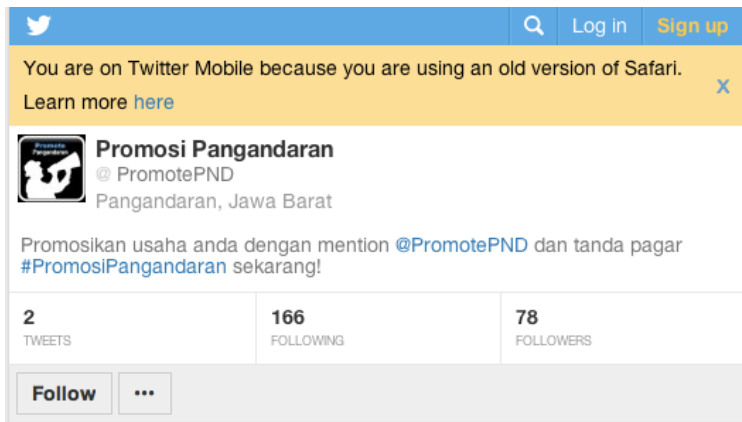 Log in Sign up
You are on Twitter Mobile because you are using an old version of Safari.
X
Learn more here
Promote
Pangandaran
Promosi Pangandaran
@ PromotePND
Pangandaran, Jawa Barat
Promosikan usaha anda dengan mention @PromotePND dan tanda pagar
#PromosiPangandaran sekarang!
2 166 78
TWEETS FOLLOWING FOLLOWERS
Follow •••